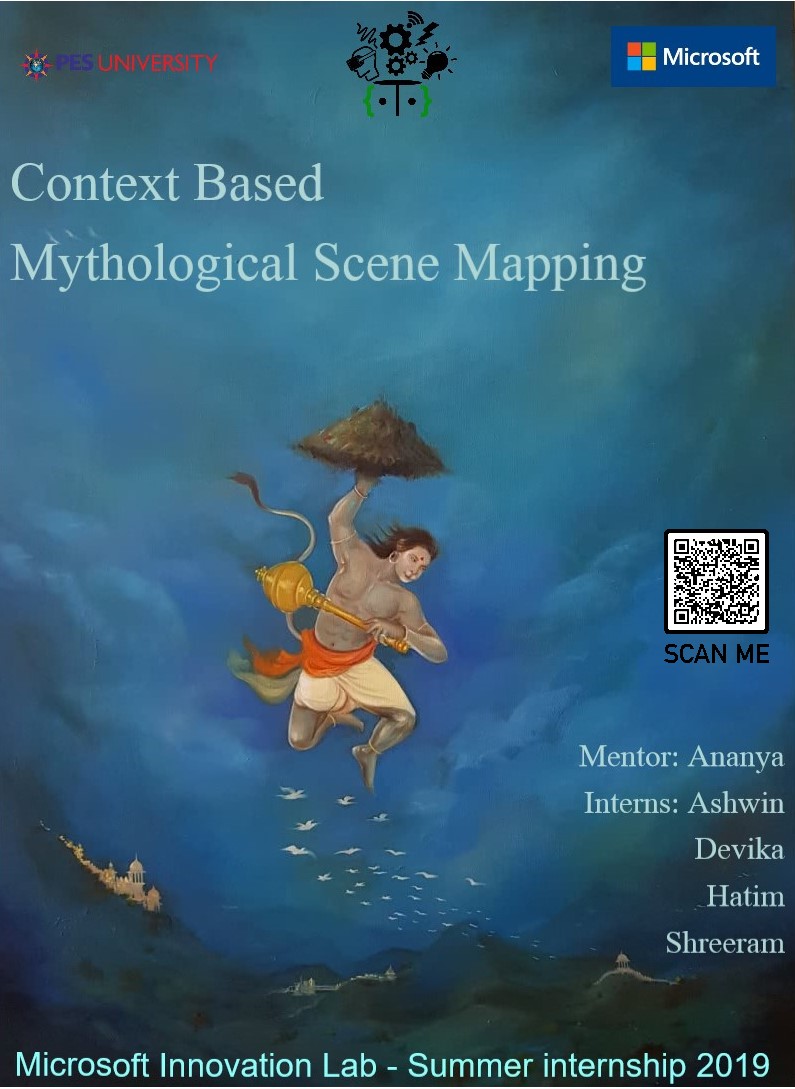 PES UNIVERSITY
Microsoft
Context Based
Mythological Scene Mapping
SCAN ME
Mentor: Ananya
Interns: Ashwin
Devika
Hatim
Shreeram
Microsoft Innovation Lab - Summer internship 2019